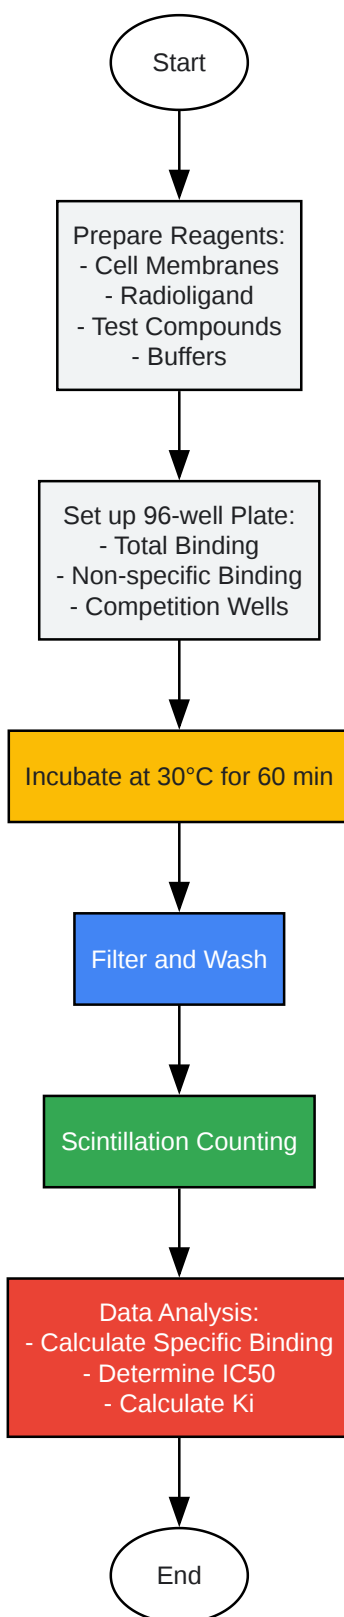 Start
Prepare Reagents:
- Cell Membranes
- Radioligand
- Test Compounds
- Buffers
Set up 96-well Plate:
- Total Binding
- Non-specific Binding
- Competition Wells
Incubate at 30°C for 60 min
Filter and Wash
Scintillation Counting
Data Analysis:
- Calculate Specific Binding
- Determine IC50
- Calculate Ki
End